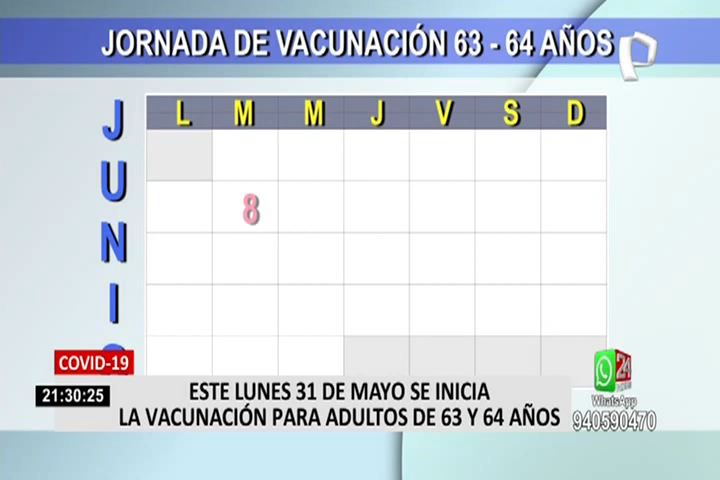 JORNADA DE VACUNACIÓN 63 - 64 AÑOS
JUNI
L M M J V S D
8
COVID-19
21:30:25
ESTE LUNES 31 DE MAYO SE INICIA
LA VACUNACIÓN PARA ADULTOS DE 63 Y 64 AÑOS
24
WhatsApp
940590470